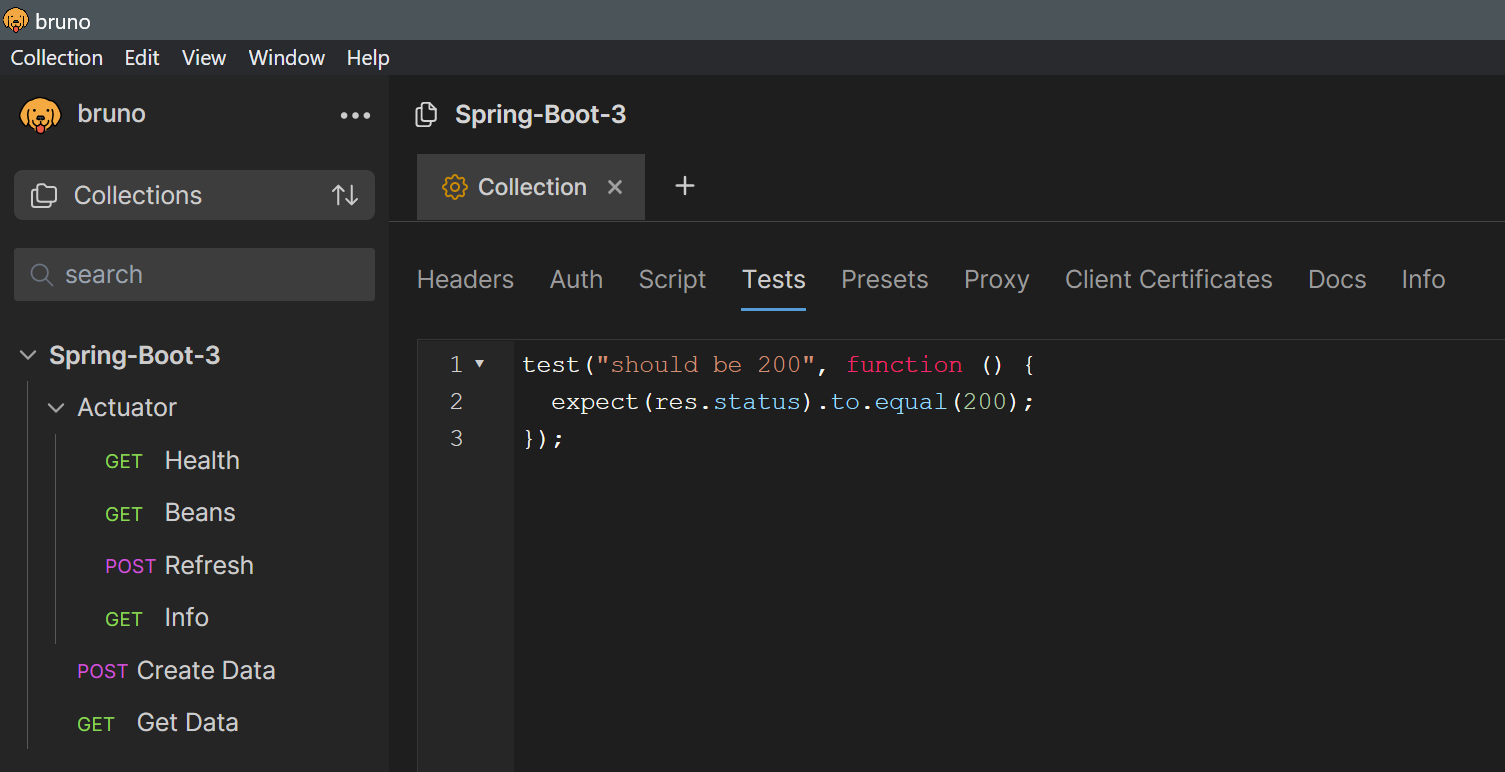 bruno
Collection Edit View Window Help
bruno
Collections
search
Spring-Boot-3
Actuator
GET Health
GET Beans
POST Refresh
GET Info
POST Create Data
GET Get Data
Spring-Boot-3
Collection
Headers Auth Script Tests Presets Proxy Client Certificates Docs Info
1 test("should be 200", function () {
2   expect(res.status).to.equal(200);
3 });